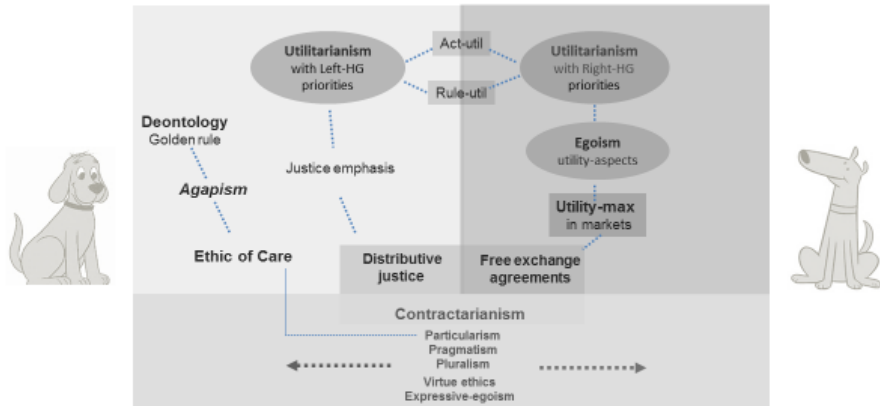 Utilitarianism
with Left-HG
priorities
Act-util
Rule-util
Utilitarianism
with Right-HG
priorities
Deontology
Golden rule
Agapism
Ethic of Care
Justice emphasis
Egoism
utility-aspects
Utility-max
in markets
Distributive
justice
Free exchange
agreements
Contractarianism
Particularism
Pragmatism
Pluralism
Virtue ethics
Expressive-egoism